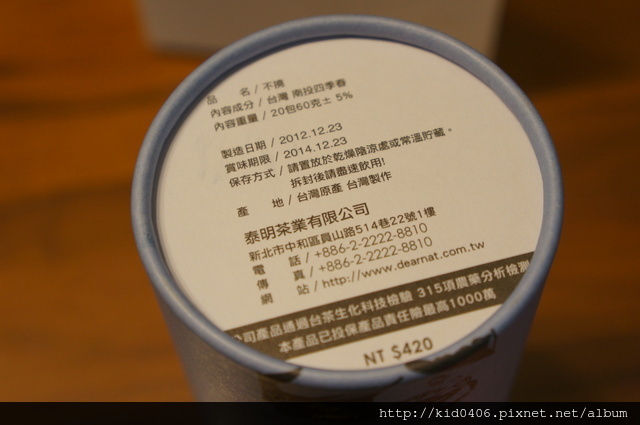 品 名 / 不撓
內容成分 / 台灣 南投四季春
內容重量 / 20包60克± 5%
製造日期 / 2012.12.23
賞味期限 / 2014.12.23
保存方式 / 請置放於乾燥陰涼處或常溫貯藏。
拆封後請盡速飲用!
產 地 / 台灣原產 台灣製作
泰明茶業有限公司
新北市中和區員山路514巷22號1樓
電 話 / +886-2-2222-8810
傳 真 / +886-2-2222-8810
網 站 / http://www.dearnat.com.tw
公司產品通過台茶生化科技檢驗 315項農藥分析檢測
本產品已投保產品責任險最高1000萬
NT $420
http://kid0406.pixnet.net/album